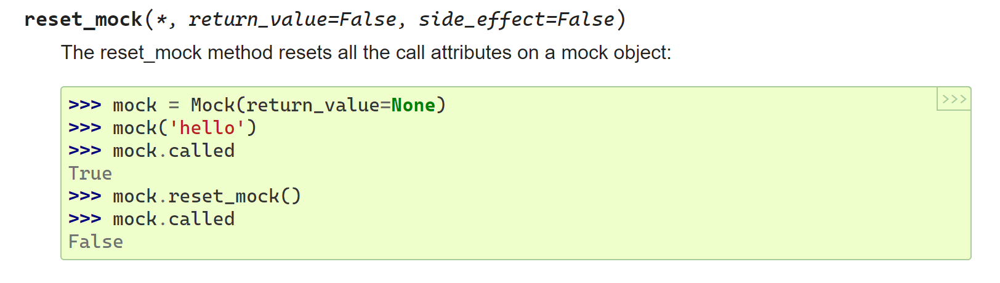 reset_mock(*, return_value=False, side_effect=False)
The reset_mock method resets all the call attributes on a mock object:
>>>
>>> mock = Mock(return_value=None)
>>> mock('hello')
>>> mock.called
True
>>> mock.reset_mock()
>>> mock.called
False